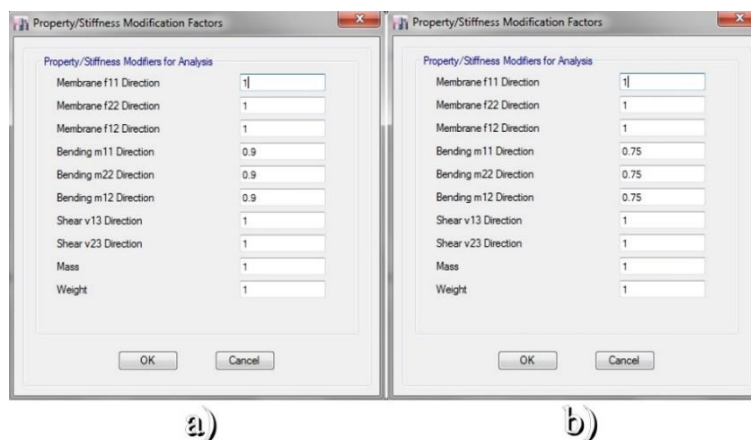 Property/Stiffness Modification Factors
Property/Stiffness Modifiers for Analysis
Membrane f11 Direction 1
Membrane f22 Direction 1
Membrane f12 Direction 1
Bending m11 Direction 0.9
Bending m22 Direction 0.9
Bending m12 Direction 0.9
Shear v13 Direction 1
Shear v23 Direction 1
Mass 1
Weight 1
OK Cancel
a)
Property/Stiffness Modification Factors
Property/Stiffness Modifiers for Analysis
Membrane f11 Direction 1
Membrane f22 Direction 1
Membrane f12 Direction 1
Bending m11 Direction 0.75
Bending m22 Direction 0.75
Bending m12 Direction 0.75
Shear v13 Direction 1
Shear v23 Direction 1
Mass 1
Weight 1
OK Cancel
b)